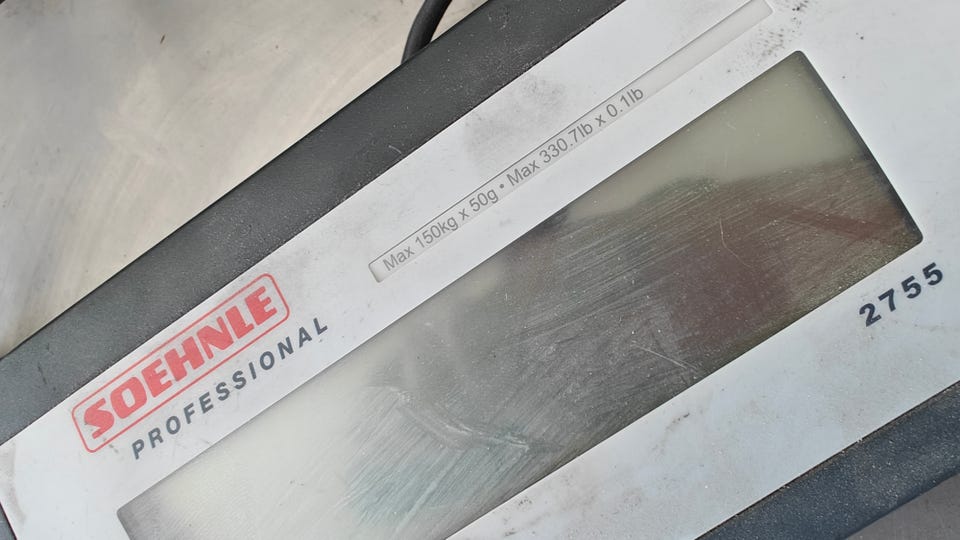 Max 150kg x 50g • Max 330.7lb x 0.1lb
SOEHNLE
PROFESSIONAL
2755